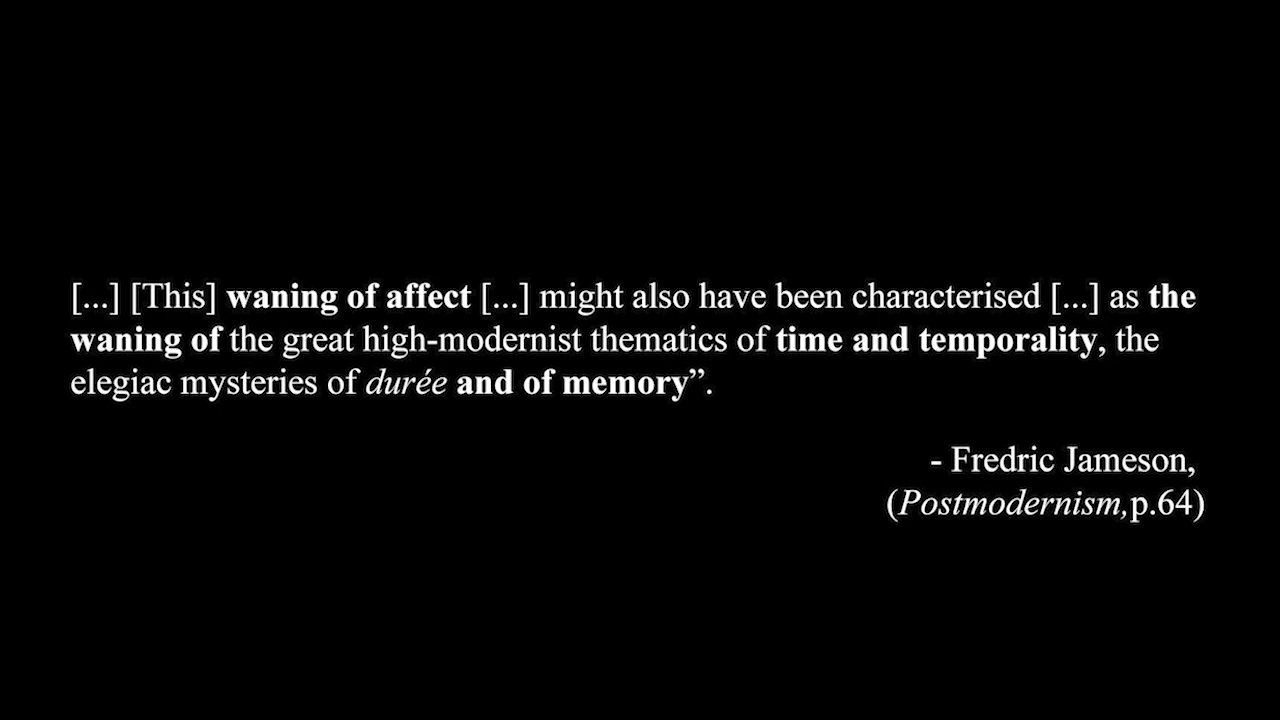 [...] [This] waning of affect [...] might also have been characterised [...] as the
waning of the great high-modernist thematics of time and temporality, the
elegiac mysteries of durée and of memory”.
- Fredric Jameson,
(Postmodernism,p.64)